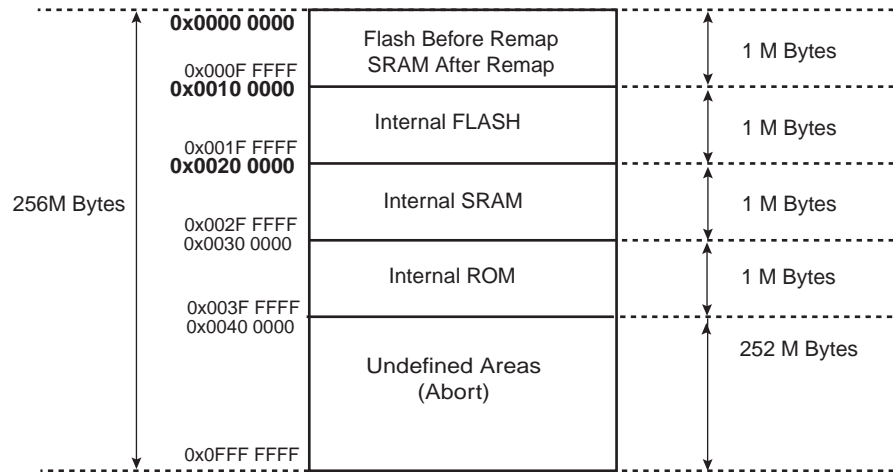 0x0000 0000
Flash Before Remap
SRAM After Remap
1 M Bytes
0x000F FFFF
0x0010 0000
Internal FLASH
1 M Bytes
0x001F FFFF
0x0020 0000
256M Bytes
Internal SRAM
1 M Bytes
0x002F FFFF
0x0030 0000
Internal ROM
1 M Bytes
0x003F FFFF
0x0040 0000
252 M Bytes
Undefined Areas
(Abort)
0x0FFF FFFF